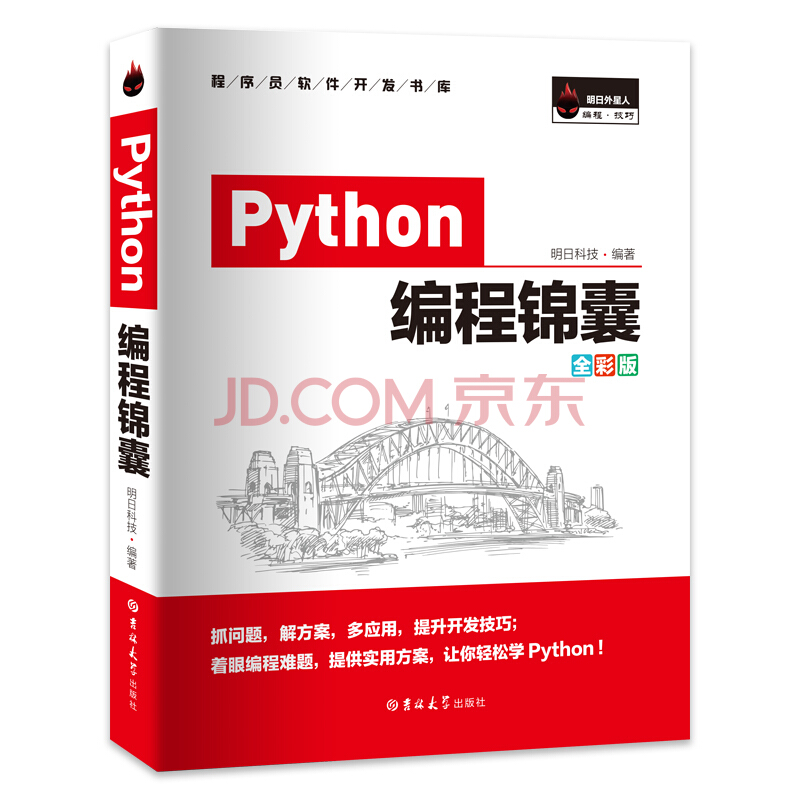 程/序/员/软/件/开/发/书/库
明日外星人
编程·技巧
Python
明日科技·编著
编程锦囊
全彩版
JD.COM 京东
抓问题，解方案，多应用，提升开发技巧；
着眼编程难题，提供实用方案，让你轻松学 Python！
吉林大学出版社
Python
编程锦囊
明日科技·编著
吉林大学出版社